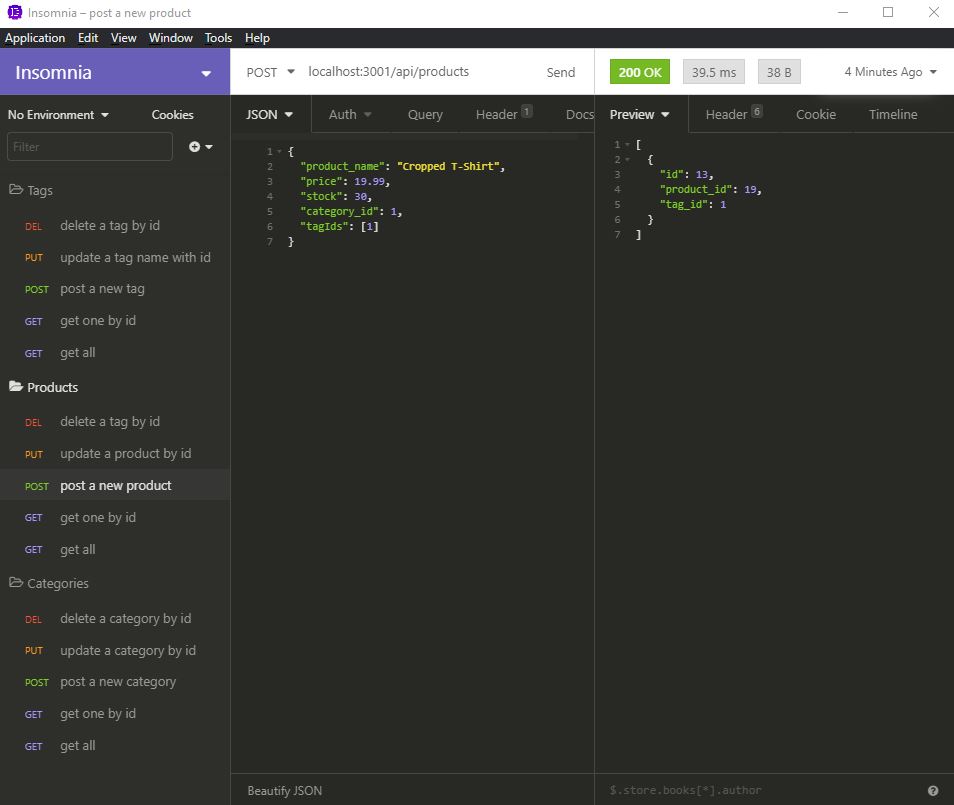 Insomnia – post a new product
Application Edit View Window Tools Help
Insomnia
POST localhost:3001/api/products Send
200 OK 39.5 ms 38 B 4 Minutes Ago
No Environment Cookies
JSON Auth Query Header 1 Docs
Preview Header 6 Cookie Timeline
Filter
Tags
DEL delete a tag by id
PUT update a tag name with id
POST post a new tag
GET get one by id
GET get all
Products
DEL delete a tag by id
PUT update a product by id
POST post a new product
GET get one by id
GET get all
Categories
DEL delete a category by id
PUT update a category by id
POST post a new category
GET get one by id
GET get all
1 {
2 "product_name": "Cropped T-Shirt",
3 "price": 19.99,
4 "stock": 30,
5 "category_id": 1,
6 "tagIds": [1]
7 }
1 [
2 {
3 "id": 13,
4 "product_id": 19,
5 "tag_id": 1
6 }
7 ]
Beautify JSON
$.store.books[*].author